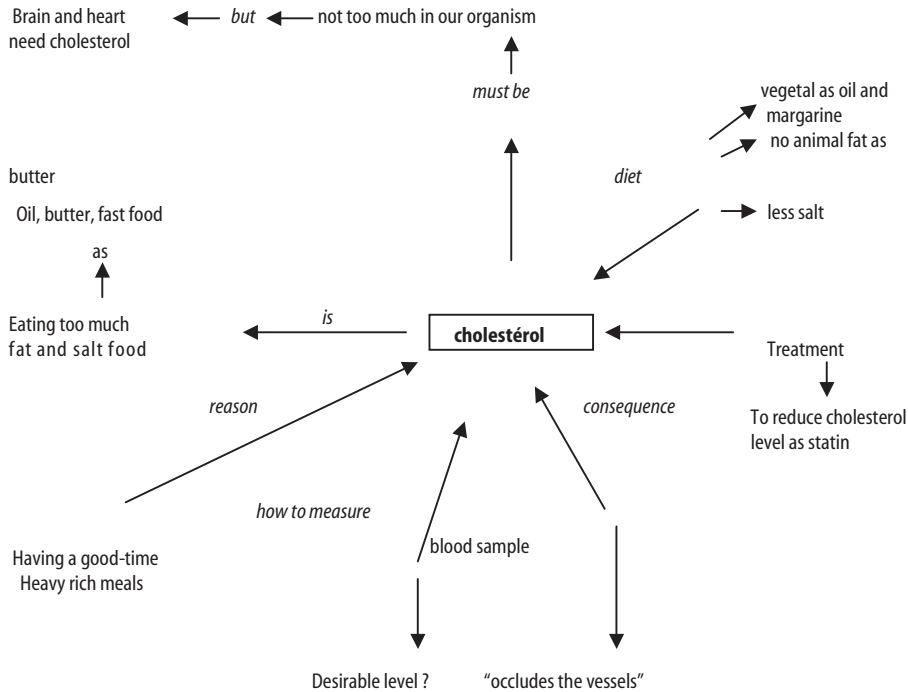 Brain and heart
need cholesterol
but
not too much in our organism
must be
vegetal as oil and
margarine
no animal fat as
butter
diet
Oil, butter, fast food
less salt
as
Eating too much
fat and salt food
is
cholestérol
Treatment
reason
consequence
To reduce cholesterol
level as statin
how to measure
blood sample
Having a good-time
Heavy rich meals
Desirable level ?
“occludes the vessels”